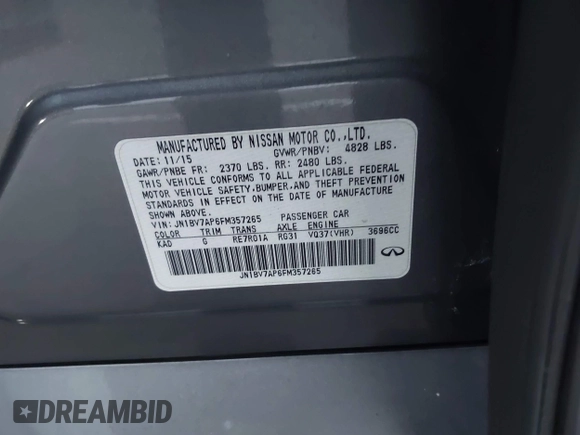 MANUFACTURED BY NISSAN MOTOR CO.,LTD.
DATE: 11/15 GVWR/PNBV: 4828 LBS.
GAWR/PNBE FR: 2370 LBS. RR: 2480 LBS.
THIS VEHICLE CONFORMS TO ALL APPLICABLE FEDERAL
MOTOR VEHICLE SAFETY,BUMPER,AND THEFT PREVENTION
STANDARDS IN EFFECT ON THE DATE OF MANUFACTURE
SHOWN ABOVE.
VIN: JN1BV7AP6FM357265 PASSENGER CAR
COLOR TRIM TRANS AXLE ENGINE
KAD G RE7R01A RG31 VQ37(VHR) 3696CC
JN1BV7AP6FM357265
INFINITI
DREAMBID